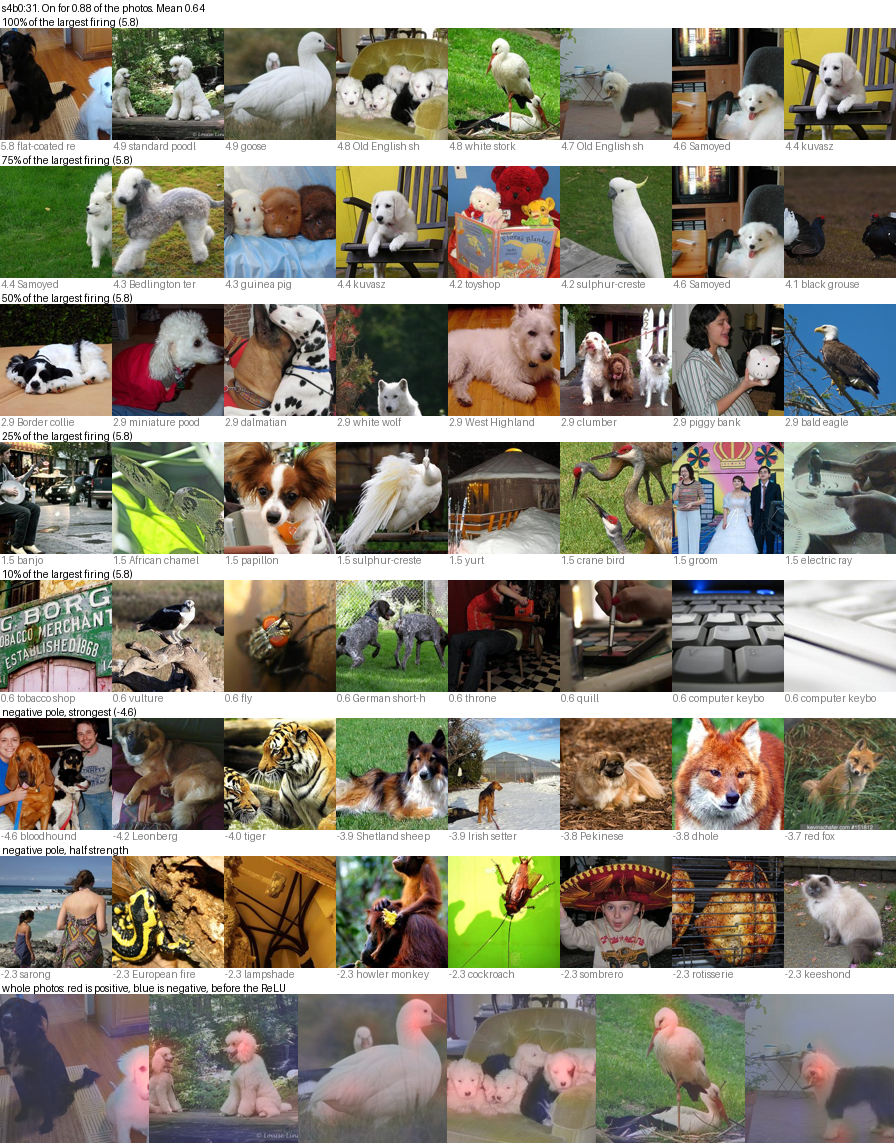 s4b0:31. On for 0.88 of the photos. Mean 0.64
100% of the largest firing (5.8)
5.8 flat-coated re
4.9 standard poodl
4.9 goose
4.8 Old English sh
4.8 white stork
4.7 Old English sh
4.6 Samoyed
4.4 kuvasz
75% of the largest firing (5.8)
4.4 Samoyed
4.3 Bedlington ter
4.3 guinea pig
4.4 kuvasz
4.2 toyshop
4.2 sulphur-creste
4.6 Samoyed
4.1 black grouse
50% of the largest firing (5.8)
2.9 Border collie
2.9 miniature pood
2.9 dalmatian
2.9 white wolf
2.9 West Highland
2.9 clumber
2.9 piggy bank
2.9 bald eagle
25% of the largest firing (5.8)
1.5 banjo
1.5 African chamel
1.5 papillon
1.5 sulphur-creste
1.5 yurt
1.5 crane bird
1.5 groom
1.5 electric ray
10% of the largest firing (5.8)
G BORG
OBACCO MERCHANT
ESTABLISHED 1868
14
0.6 tobacco shop
0.6 vulture
0.6 fly
0.6 German short-h
0.6 throne
0.6 quill
0.6 computer keybo
0.6 computer keybo
negative pole, strongest (-4.6)
-4.6 bloodhound
-4.2 Leonberg
-4.0 tiger
-3.9 Shetland sheep
-3.9 Irish setter
-3.8 Pekinese
-3.8 dhole
-3.7 red fox
negative pole, half strength
-2.3 sarong
-2.3 European fire
-2.3 lampshade
-2.3 howler monkey
-2.3 cockroach
-2.3 sombrero
-2.3 rotisserie
-2.3 keeshond
whole photos: red is positive, blue is negative, before the ReLU